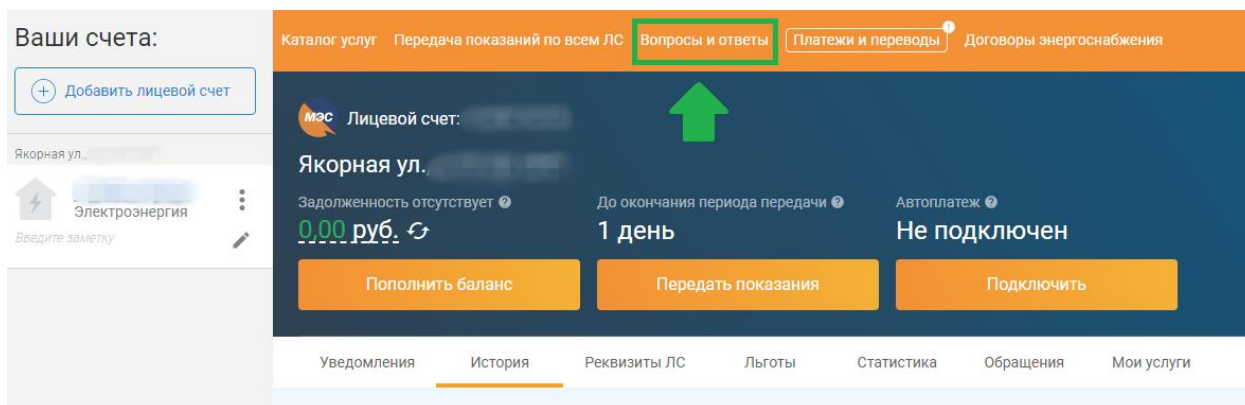 Ваши счета:
Добавить лицевой счет
Якорная ул.,
Электроэнергия
Введите заметку
Каталог услуг Передача показаний по всем ЛС Вопросы и ответы Платежи и переводы Договоры энергоснабжения
мэс Лицевой счет:
Якорная ул.,
Задолженность отсутствует До окончания периода передачи Автоплатеж
0,00 руб. 1 день Не подключен
Пополнить баланс Передать показания Подключить
Уведомления История Реквизиты ЛС Льготы Статистика Обращения Мои услуги